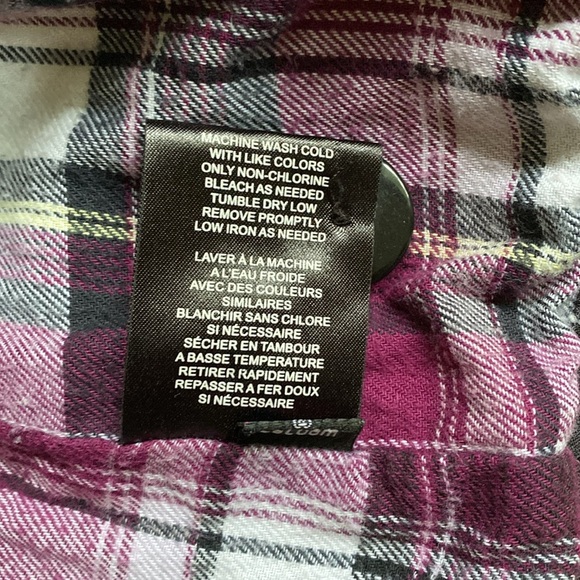 MACHINE WASH COLD
WITH LIKE COLORS
ONLY NON-CHLORINE
BLEACH AS NEEDED
TUMBLE DRY LOW
REMOVE PROMPTLY
LOW IRON AS NEEDED
LAVER À LA MACHINE
A L'EAU FROIDE
AVEC DES COULEURS
SIMILAIRES
BLANCHIR SANS CHLORE
SI NÉCESSAIRE
SÉCHER EN TAMBOUR
A BASSE TEMPERATURE
RETIRER RAPIDEMENT
REPASSER A FER DOUX
SI NÉCESSAIRE